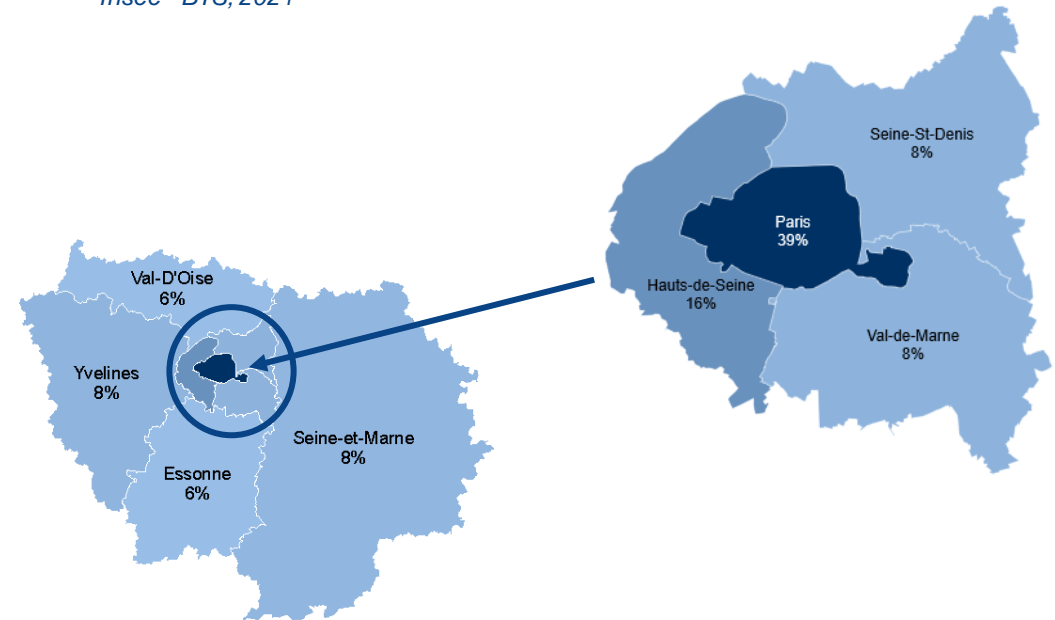 Insee
Seine-St-Denis
8%
Paris
39%
Hauts-de-Seine
16%
Val-de-Marne
8%
Val-D'Oise
6%
Yvelines
8%
Seine-et-Marne
8%
Essonne
6%